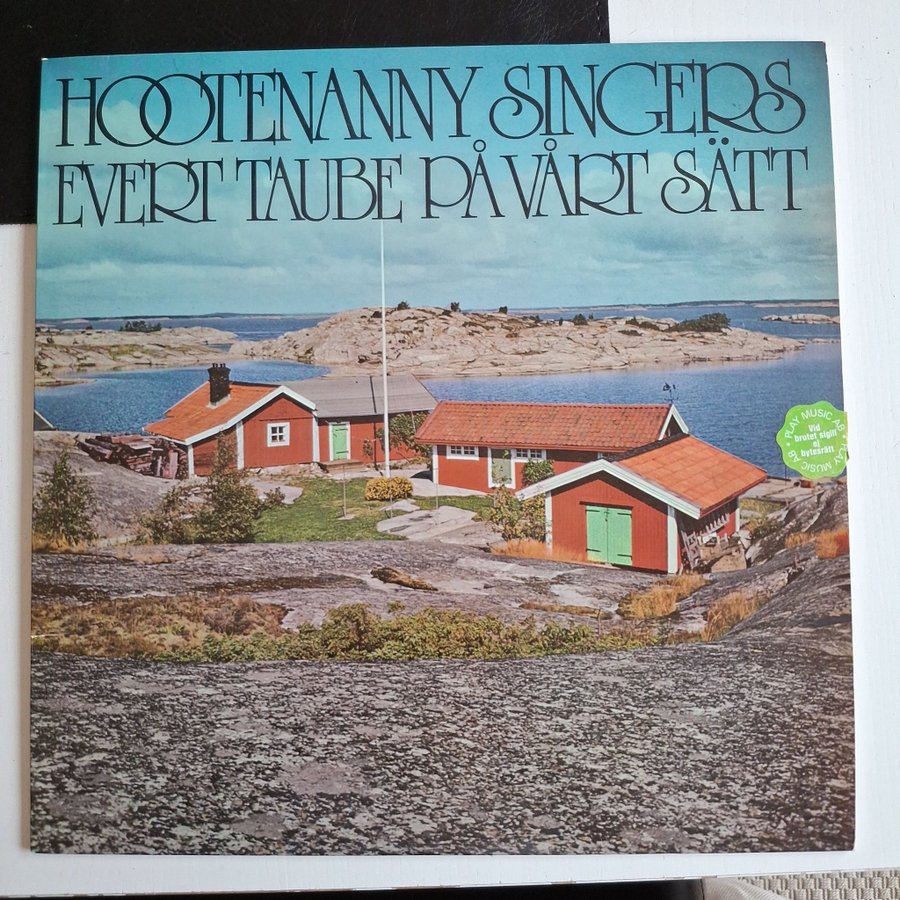 HOOTENANNY SINGERS
EVERT TAUBE PÅ VÅRT SÄTT
PLAY MUSIC AB
Vid
brutet sigill
ej
bytesrätt
PLAY MUSIC AB